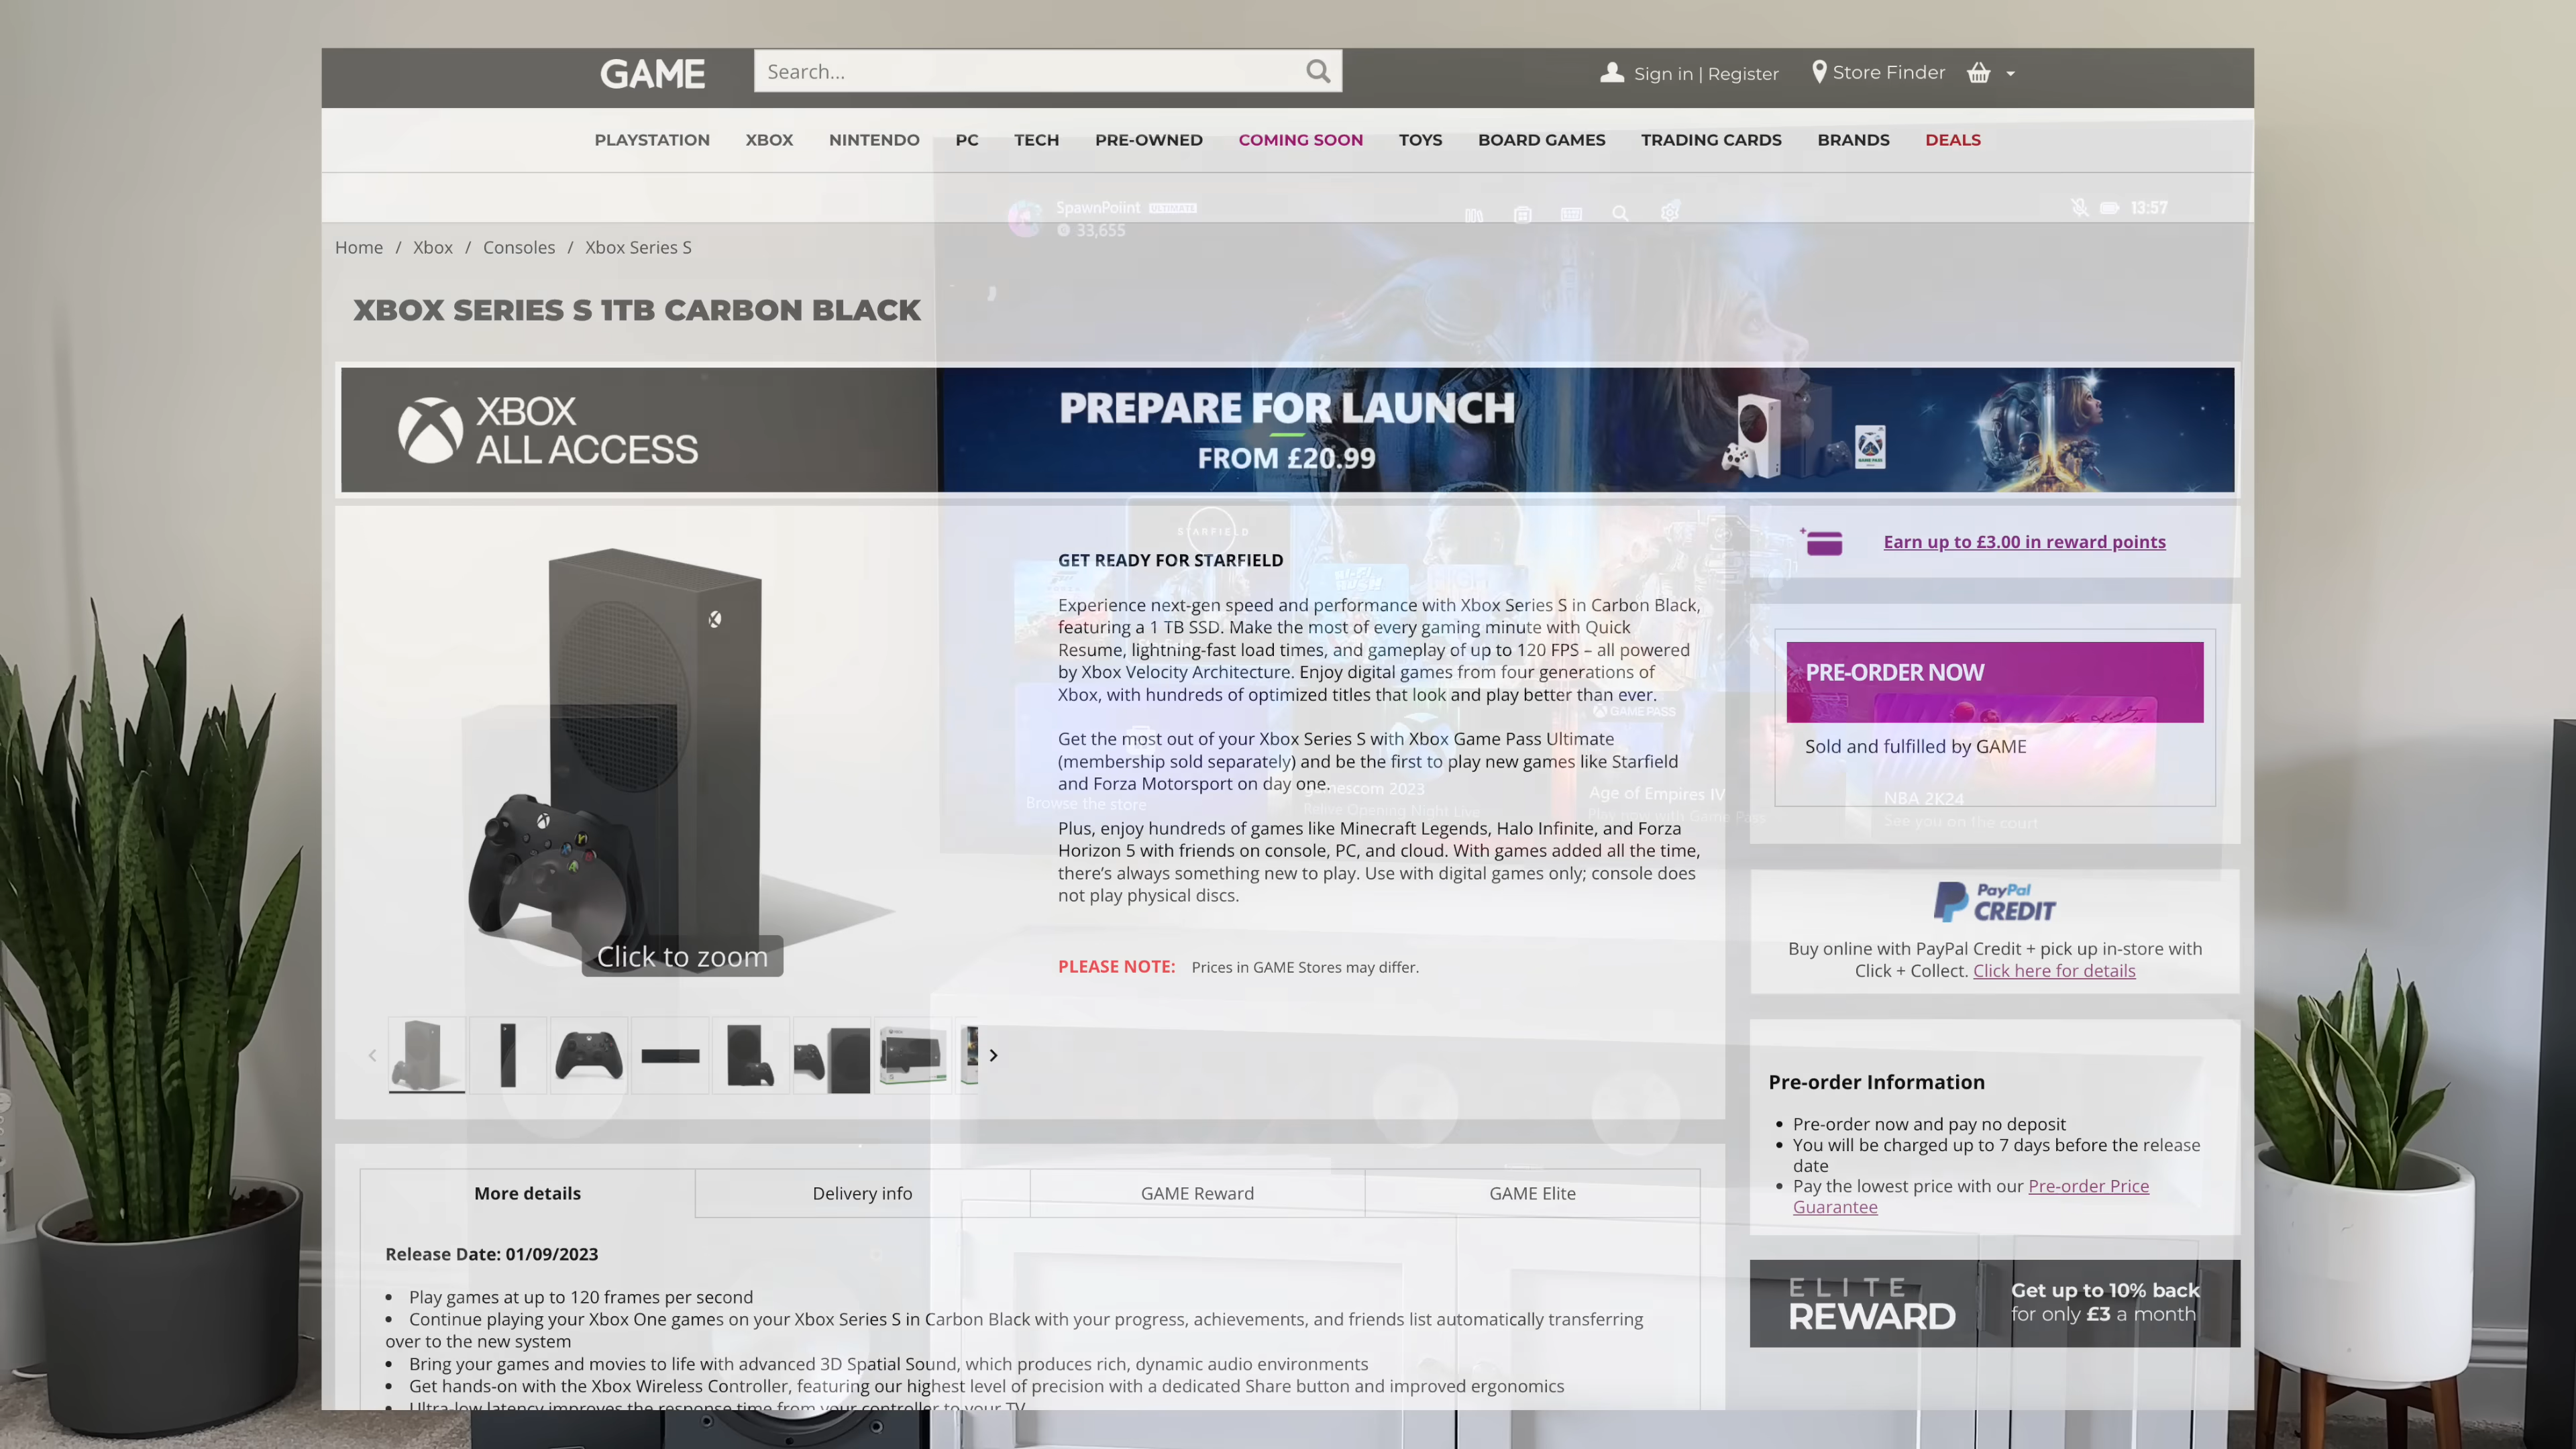 GAME
Search...
Sign in | Register
Store Finder
PLAYSTATION
XBOX
NINTENDO
PC
TECH
PRE-OWNED
COMING SOON
TOYS
BOARD GAMES
TRADING CARDS
BRANDS
DEALS
SpawnPoiint ULTIMATE
33,655
13:57
Home / Xbox / Consoles / Xbox Series S
XBOX SERIES S 1TB CARBON BLACK
XBOX
ALL ACCESS
PREPARE FOR LAUNCH
FROM £20.99
STARFIELD
GET READY FOR STARFIELD
Experience next-gen speed and performance with Xbox Series S in Carbon Black,
featuring a 1 TB SSD. Make the most of every gaming minute with Quick
Resume, lightning-fast load times, and gameplay of up to 120 FPS – all powered
by Xbox Velocity Architecture. Enjoy digital games from four generations of
Xbox, with hundreds of optimized titles that look and play better than ever.
Get the most out of your Xbox Series S with Xbox Game Pass Ultimate
(membership sold separately) and be the first to play new games like Starfield
and Forza Motorsport on day one.
Plus, enjoy hundreds of games like Minecraft Legends, Halo Infinite, and Forza
Horizon 5 with friends on console, PC, and cloud. With games added all the time,
there's always something new to play. Use with digital games only; console does
not play physical discs.
PLEASE NOTE: Prices in GAME Stores may differ.
GAME PASS
Browse the store
gamescom 2023
Relive Opening Night Live
Age of Empires IV
Play now with Game Pass
NBA 2K24
See you on the court
Click to zoom
Earn up to £3.00 in reward points
PRE-ORDER NOW
Sold and fulfilled by GAME
PayPal
CREDIT
Buy online with PayPal Credit + pick up in-store with
Click + Collect. Click here for details
Pre-order Information
Pre-order now and pay no deposit
You will be charged up to 7 days before the release
date
Pay the lowest price with our Pre-order Price
Guarantee
ELITE
REWARD
Get up to 10% back
for only £3 a month
More details
Delivery info
GAME Reward
GAME Elite
Release Date: 01/09/2023
Play games at up to 120 frames per second
Continue playing your Xbox One games on your Xbox Series S in Carbon Black with your progress, achievements, and friends list automatically transferring
over to the new system
Bring your games and movies to life with advanced 3D Spatial Sound, which produces rich, dynamic audio environments
Get hands-on with the Xbox Wireless Controller, featuring our highest level of precision with a dedicated Share button and improved ergonomics
Ultra-low latency improves the response time from your controller to your TV